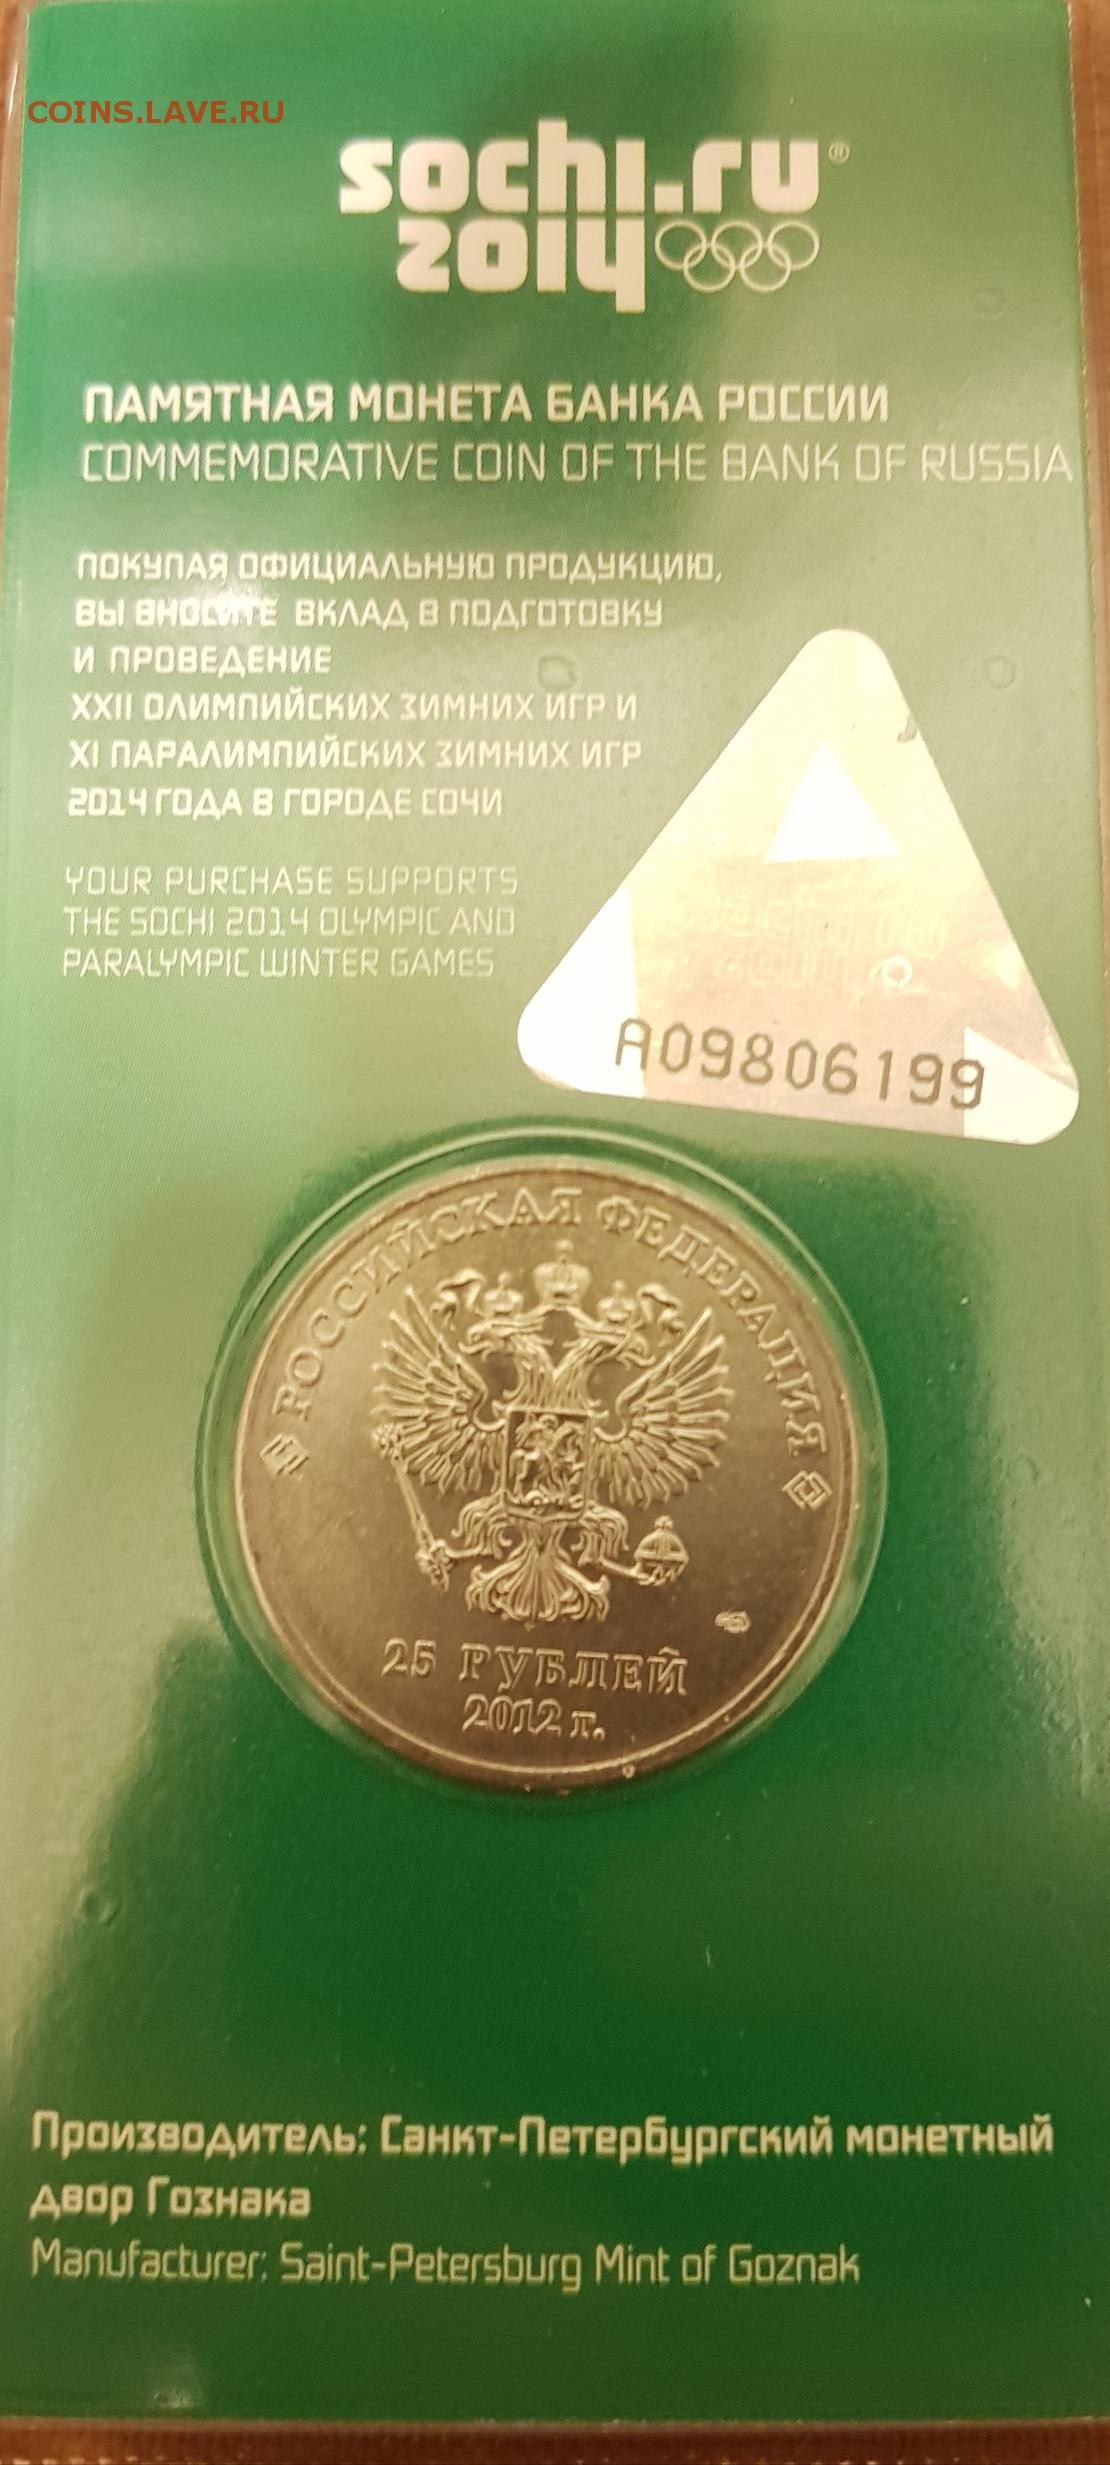 COINS.LAVE.RU
sochi.ru®
2014
ПАМЯТНАЯ МОНЕТА БАНКА РОССИИ
COMMEMORATIVE COIN OF THE BANK OF RUSSIA
ПОКУПАЯ ОФИЦИАЛЬНУЮ ПРОДУКЦИЮ,
ВЫ ВНОСИТЕ ВКЛАД В ПОДГОТОВКУ
И ПРОВЕДЕНИЕ
XXII ОЛИМПИЙСКИХ ЗИМНИХ ИГР И
XI ПАРАЛИМПИЙСКИХ ЗИМНИХ ИГР
2014 ГОДА В ГОРОДЕ СОЧИ
YOUR PURCHASE SUPPORTS
THE SOCHI 2014 OLYMPIC AND
PARALYMPIC WINTER GAMES
sochi.ru
2014
A09806199
РОССИЙСКАЯ ФЕДЕРАЦИЯ
25 РУБЛЕЙ
2012 г.
Производитель: Санкт-Петербургский монетный
двор Гознака
Manufacturer: Saint-Petersburg Mint of Goznak